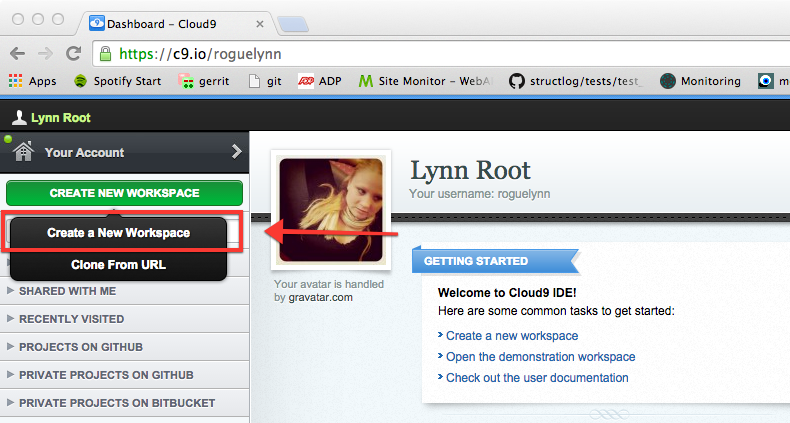 Dashboard - Cloud9
https://c9.io/roguelynn
Apps Spotify Start gerrit git ADP Site Monitor - WebA structlog/tests/test_ Monitoring m
Lynn Root
Your Account
CREATE NEW WORKSPACE
Create a New Workspace
Clone From URL
SHARED WITH ME
RECENTLY VISITED
PROJECTS ON GITHUB
PRIVATE PROJECTS ON GITHUB
PRIVATE PROJECTS ON BITBUCKET
Lynn Root
Your username: roguelynn
Your avatar is handled
by gravatar.com
GETTING STARTED
Welcome to Cloud9 IDE!
Here are some common tasks to get started:
Create a new workspace
Open the demonstration workspace
Check out the user documentation